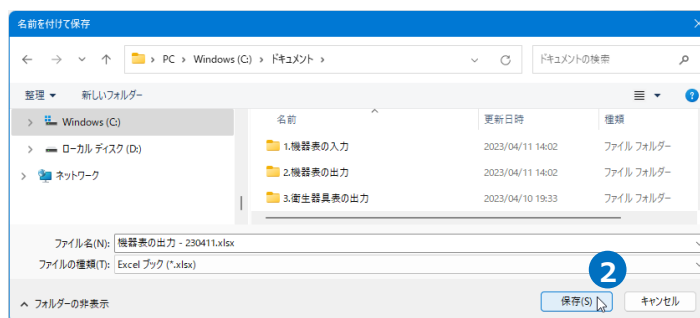 名前を付けて保存
PC › Windows (C:) › ドキュメント ›
ドキュメントの検索
整理 新しいフォルダー
名前 更新日時 種類
Windows (C:)
ローカル ディスク (D:)
ネットワーク
1.機器表の入力 2023/04/11 14:02 ファイル フォルダー
2.機器表の出力 2023/04/11 14:02 ファイル フォルダー
3.衛生器具表の出力 2023/04/10 19:33 ファイル フォルダー
ファイル名(N): 機器表の出力 - 230411.xlsx
ファイルの種類(T): Excel ブック (*.xlsx)
2
フォルダーの非表示 保存(S) キャンセル